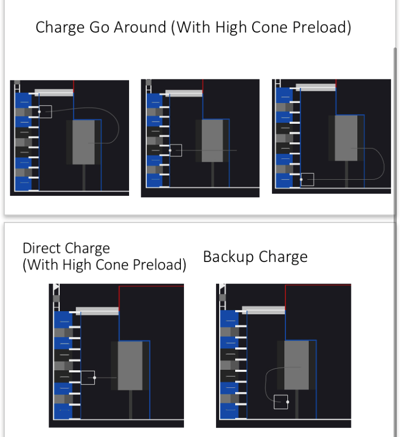 Charge Go Around (With High Cone Preload)
Direct Charge
(With High Cone Preload)
Backup Charge